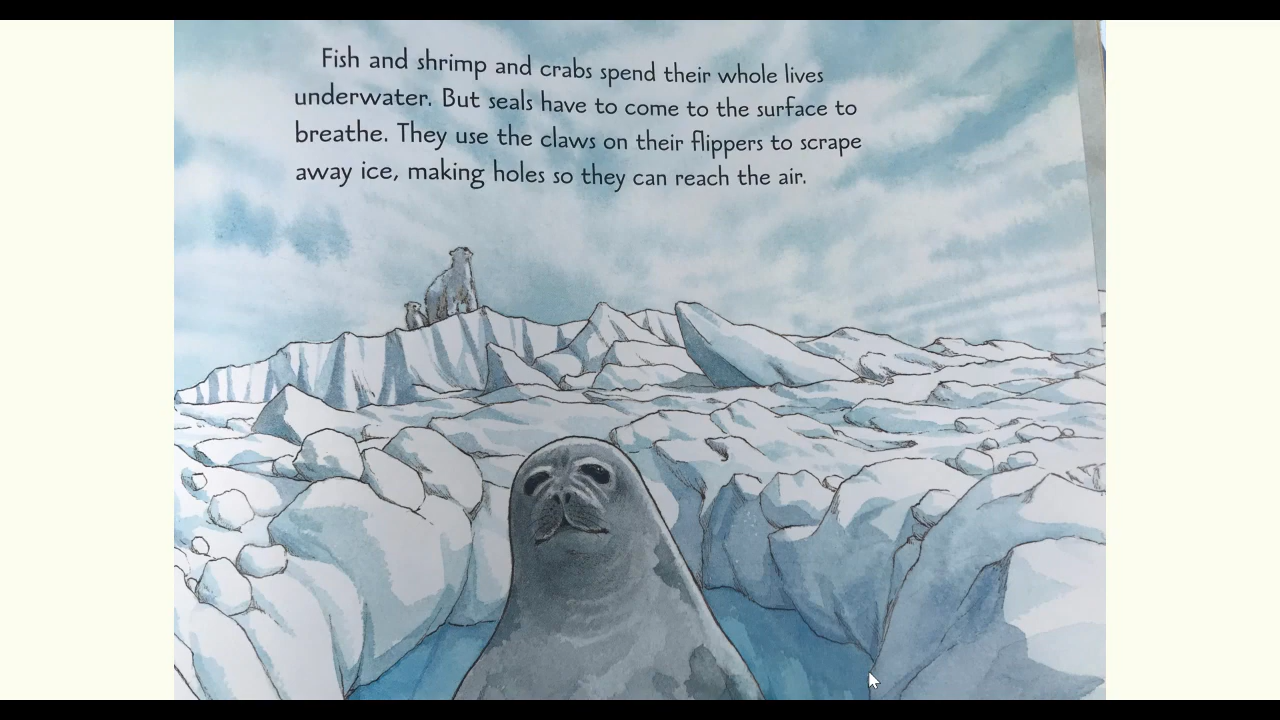 Fish and shrimp and crabs spend their whole lives
underwater. But seals have to come to the surface to
breathe. They use the claws on their flippers to scrape
away ice, making holes so they can reach the air.